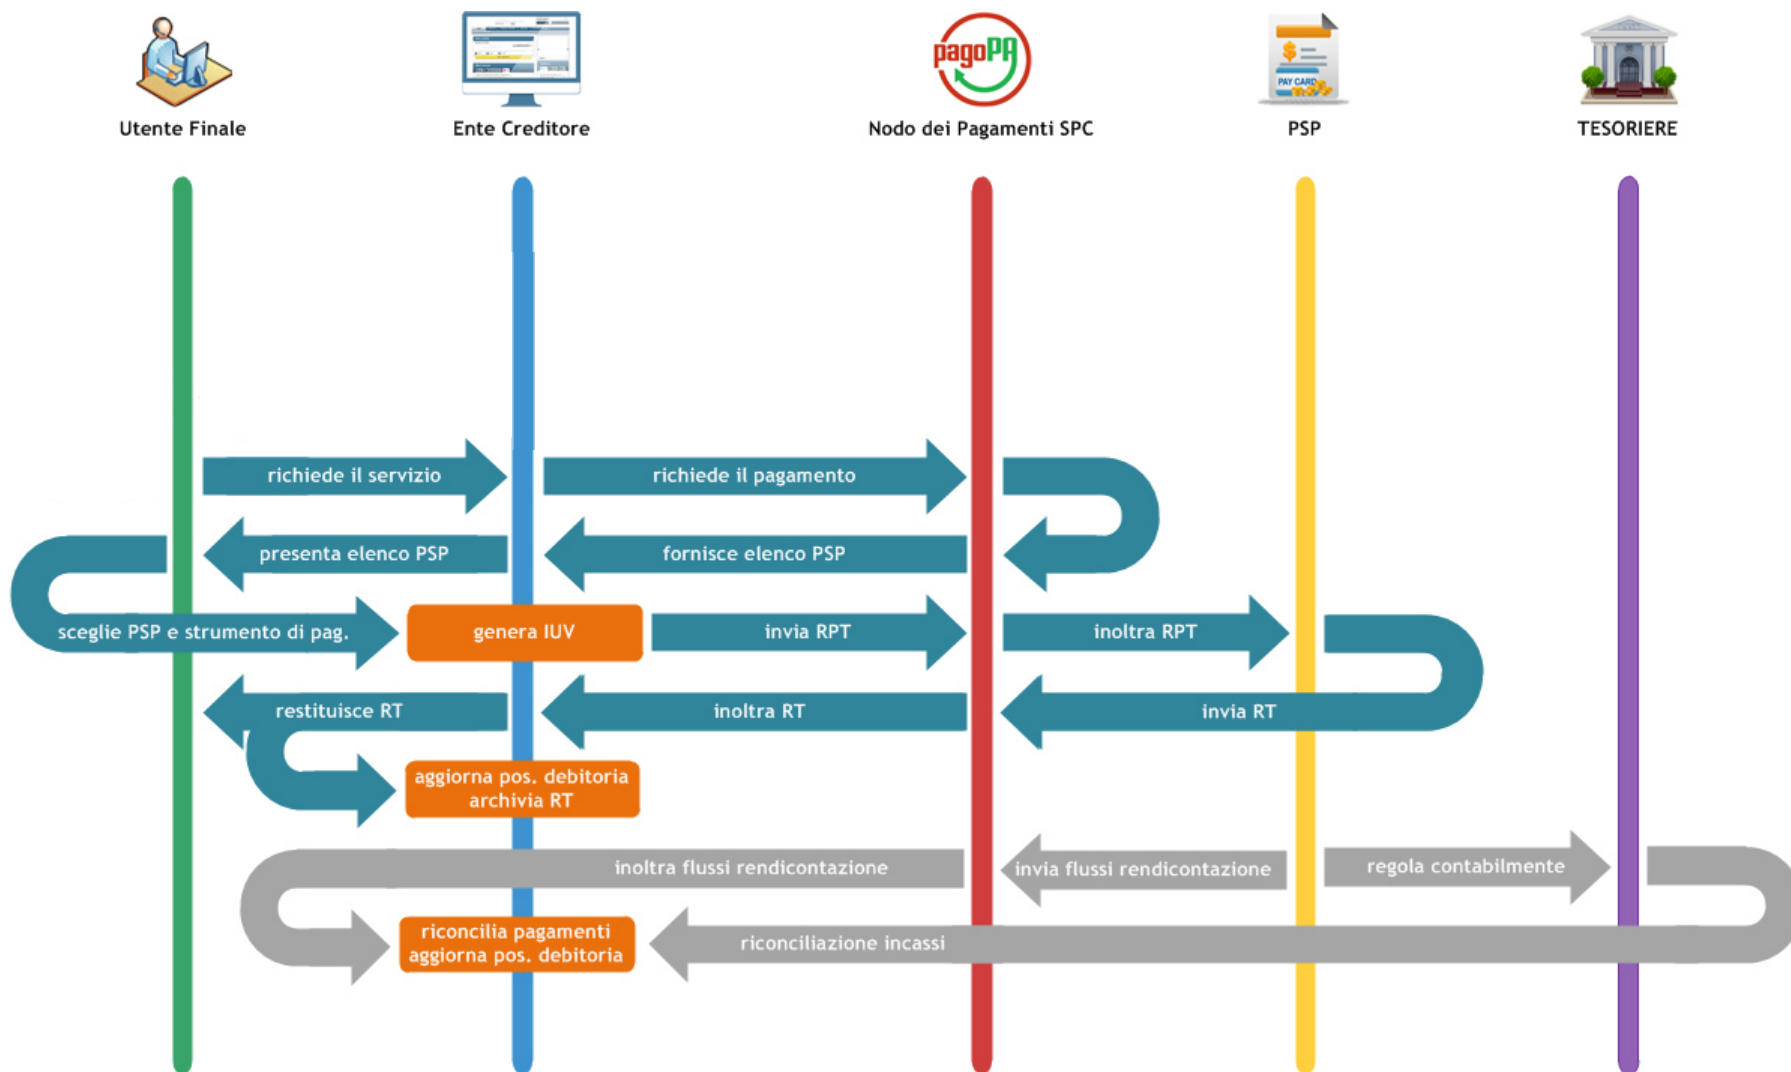 pagoPA
PAY CARD
Utente Finale
Ente Creditore
Nodo dei Pagamenti SPC
PSP
TESORIERE
richiede il servizio
richiede il pagamento
presenta elenco PSP
fornisce elenco PSP
sceglie PSP e strumento di pag.
genera IUV
invia RPT
inoltra RPT
restituisce RT
inoltra RT
invia RT
aggiorna pos. debitoria
archivia RT
inoltra flussi rendicontazione
invia flussi rendicontazione
regola contabilmente
riconcilia pagamenti
aggiorna pos. debitoria
riconciliazione incassi